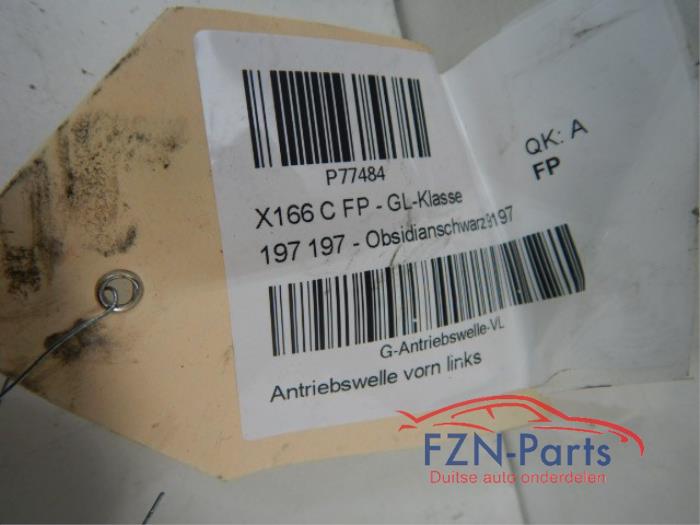 P77484
X166 C FP - GL-Klasse
197 197 - Obsidianschwarz9197
G-Antriebswelle-VL
Antriebswelle vorn links
QK: A
FP
FZN-Parts
Duitse auto onderdelen